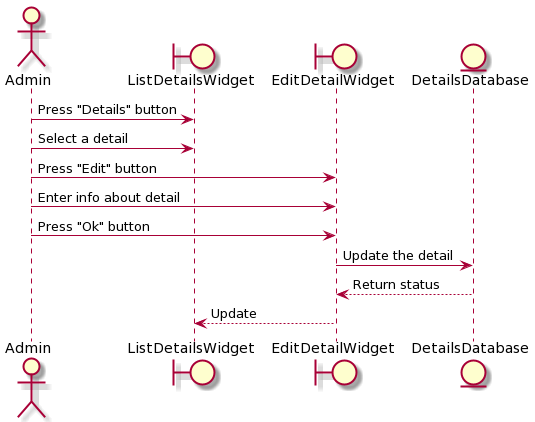 Admin
ListDetailsWidget
EditDetailWidget
DetailsDatabase
Press "Details" button
Select a detail
Press "Edit" button
Enter info about detail
Press "Ok" button
Update the detail
Return status
Update
Admin
ListDetailsWidget
EditDetailWidget
DetailsDatabase